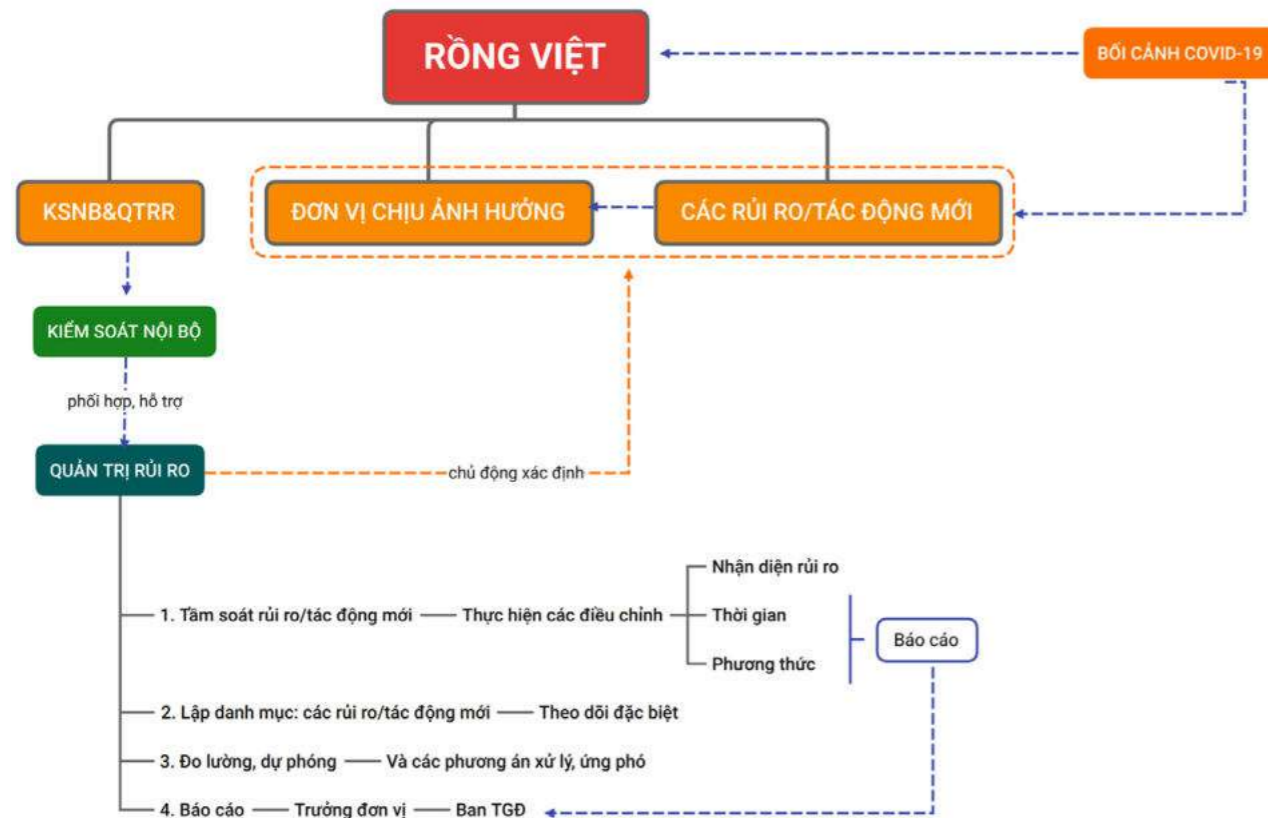 RỒNG VIỆT
BỐI CẢNH COVID-19
KSNB&QTRR
ĐƠN VỊ CHỊU ẢNH HƯỞNG
CÁC RỦI RO/TÁC ĐỘNG MỚI
KIỂM SOÁT NỘI BỘ
phối hợp, hỗ trợ
QUẢN TRỊ RỦI RO
chủ động xác định
1. Tầm soát rủi ro/tác động mới
Thực hiện các điều chỉnh
Nhận diện rủi ro
Thời gian
Phương thức
Báo cáo
2. Lập danh mục: các rủi ro/tác động mới
Theo dõi đặc biệt
3. Đo lường, dự phóng
Và các phương án xử lý, ứng phó
4. Báo cáo
Trưởng đơn vị
Ban TGĐ